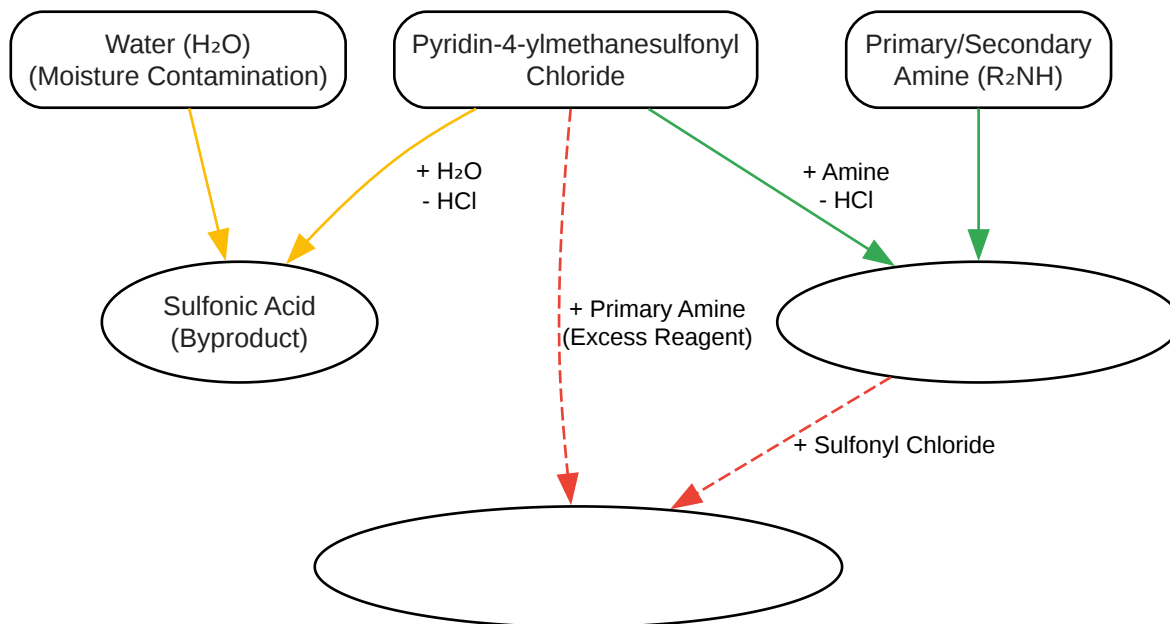 Water (H₂O)
(Moisture Contamination)
Pyridin-4-ylmethanesulfonyl
Chloride
Primary/Secondary
Amine (R₂NH)
+ H₂O
- HCl
+ Amine
- HCl
Sulfonic Acid
(Byproduct)
+ Primary Amine
(Excess Reagent)
+ Sulfonyl Chloride